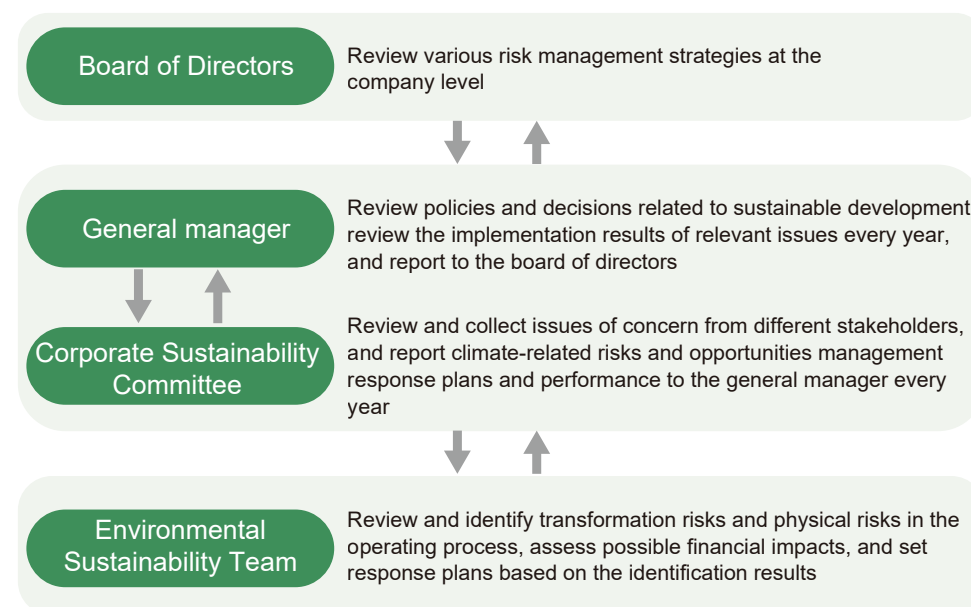 Board of Directors
Review various risk management strategies at the
company level
General manager
Review policies and decisions related to sustainable development
review the implementation results of relevant issues every year,
and report to the board of directors
Corporate Sustainability
Committee
Review and collect issues of concern from different stakeholders,
and report climate-related risks and opportunities management
response plans and performance to the general manager every
year
Environmental
Sustainability Team
Review and identify transformation risks and physical risks in the
operating process, assess possible financial impacts, and set
response plans based on the identification results